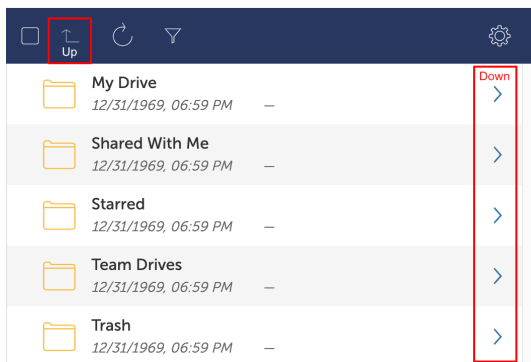 Up
Down
My Drive
12/31/1969, 06:59 PM —
Shared With Me
12/31/1969, 06:59 PM —
Starred
12/31/1969, 06:59 PM —
Team Drives
12/31/1969, 06:59 PM —
Trash
12/31/1969, 06:59 PM —